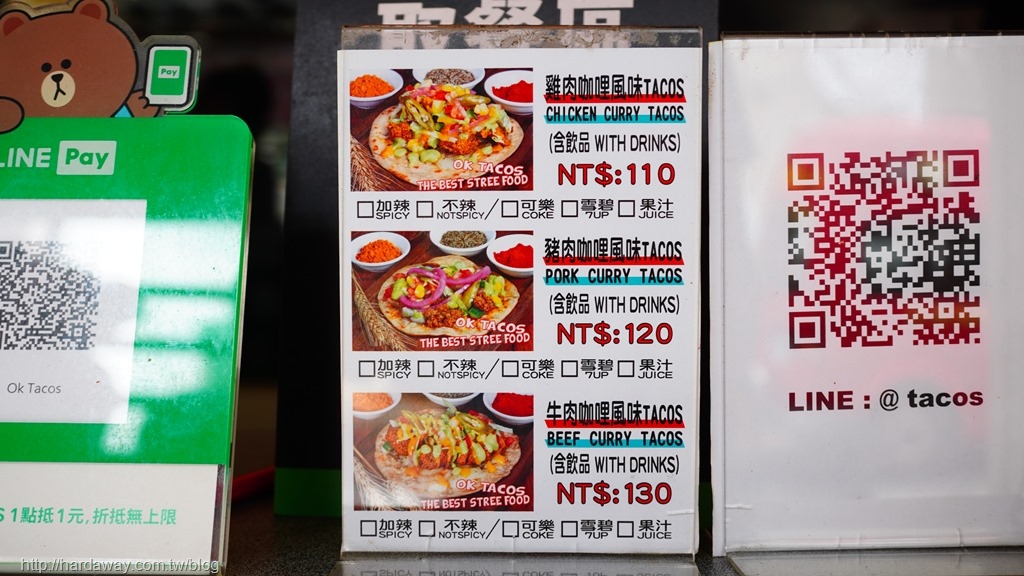 取餐區
Pay
LINE Pay
Ok Tacos
1點抵1元,折抵無上限
雞肉咖哩風味TACOS
CHICKEN CURRY TACOS
(含飲品 WITH DRINKS)
NT$:110
OK TACOS
THE BEST STREE FOOD
加辣 不辣/可樂 雪碧 果汁
SPICY NOTSPICY COKE 7UP JUICE
豬肉咖哩風味TACOS
PORK CURRY TACOS
(含飲品 WITH DRINKS)
NT$:120
OK TACOS
THE BEST STREE FOOD
加辣 不辣/可樂 雪碧 果汁
SPICY NOTSPICY COKE 7UP JUICE
牛肉咖哩風味TACOS
BEEF CURRY TACOS
(含飲品 WITH DRINKS)
NT$:130
OK TACOS
THE BEST STREE FOOD
加辣 不辣/可樂 雪碧 果汁
SPICY NOTSPICY COKE 7UP JUICE
LINE : @ tacos
http://hardaway.com.tw/blog